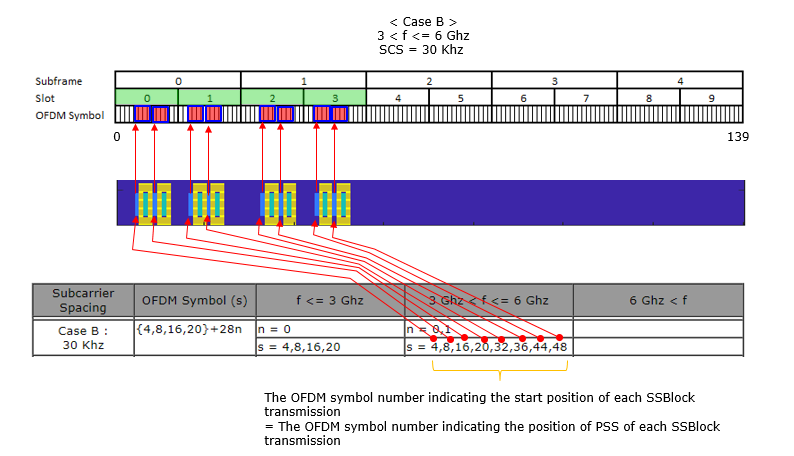 < Case B >
3 < f <= 6 Ghz
SCS = 30 Khz
Subframe 0 1 2 3 4
Slot 0 1 2 3 4 5 6 7 8 9
OFDM Symbol
0 139
Subcarrier Spacing OFDM Symbol (s) f <= 3 Ghz 3 Ghz < f <= 6 Ghz 6 Ghz < f
Case B : 30 Khz {4,8,16,20}+28n n = 0 n = 0,1
s = 4,8,16,20 s = 4,8,16,20,32,36,44,48
The OFDM symbol number indicating the start position of each SSBlock
transmission
= The OFDM symbol number indicating the position of PSS of each SSBlock
transmission